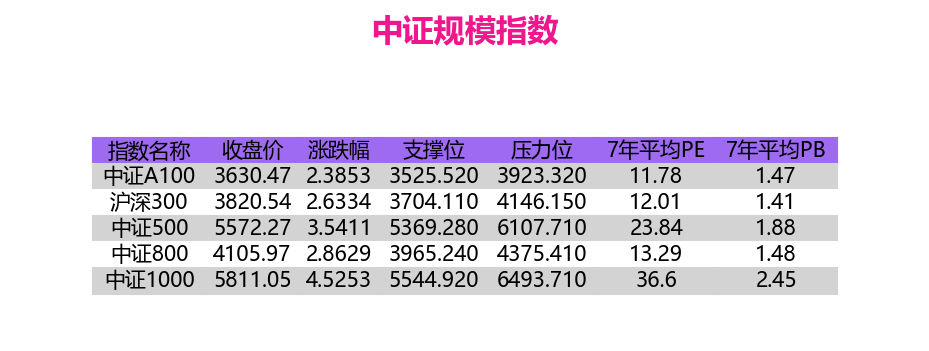 中证规模指数
指数名称 收盘价 涨跌幅 支撑位 压力位 7年平均PE 7年平均PB
中证A100 3630.47 2.3853 3525.520 3923.320 11.78 1.47
沪深300 3820.54 2.6334 3704.110 4146.150 12.01 1.41
中证500 5572.27 3.5411 5369.280 6107.710 23.84 1.88
中证800 4105.97 2.8629 3965.240 4375.410 13.29 1.48
中证1000 5811.05 4.5253 5544.920 6493.710 36.6 2.45